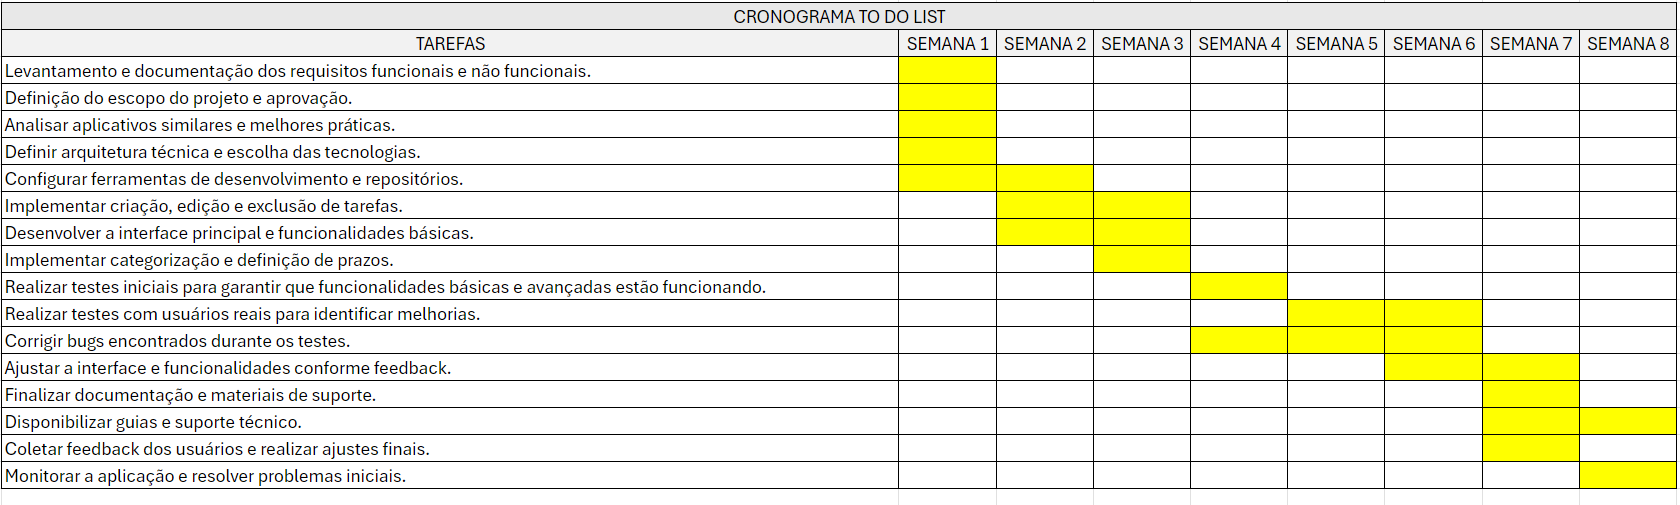 CRONOGRAMA TO DO LIST
TAREFAS SEMANA 1 SEMANA 2 SEMANA 3 SEMANA 4 SEMANA 5 SEMANA 6 SEMANA 7 SEMANA 8
Levantamento e documentação dos requisitos funcionais e não funcionais.
Definição do escopo do projeto e aprovação.
Analisar aplicativos similares e melhores práticas.
Definir arquitetura técnica e escolha das tecnologias.
Configurar ferramentas de desenvolvimento e repositórios.
Implementar criação, edição e exclusão de tarefas.
Desenvolver a interface principal e funcionalidades básicas.
Implementar categorização e definição de prazos.
Realizar testes iniciais para garantir que funcionalidades básicas e avançadas estão funcionando.
Realizar testes com usuários reais para identificar melhorias.
Corrigir bugs encontrados durante os testes.
Ajustar a interface e funcionalidades conforme feedback.
Finalizar documentação e materiais de suporte.
Disponibilizar guias e suporte técnico.
Coletar feedback dos usuários e realizar ajustes finais.
Monitorar a aplicação e resolver problemas iniciais.